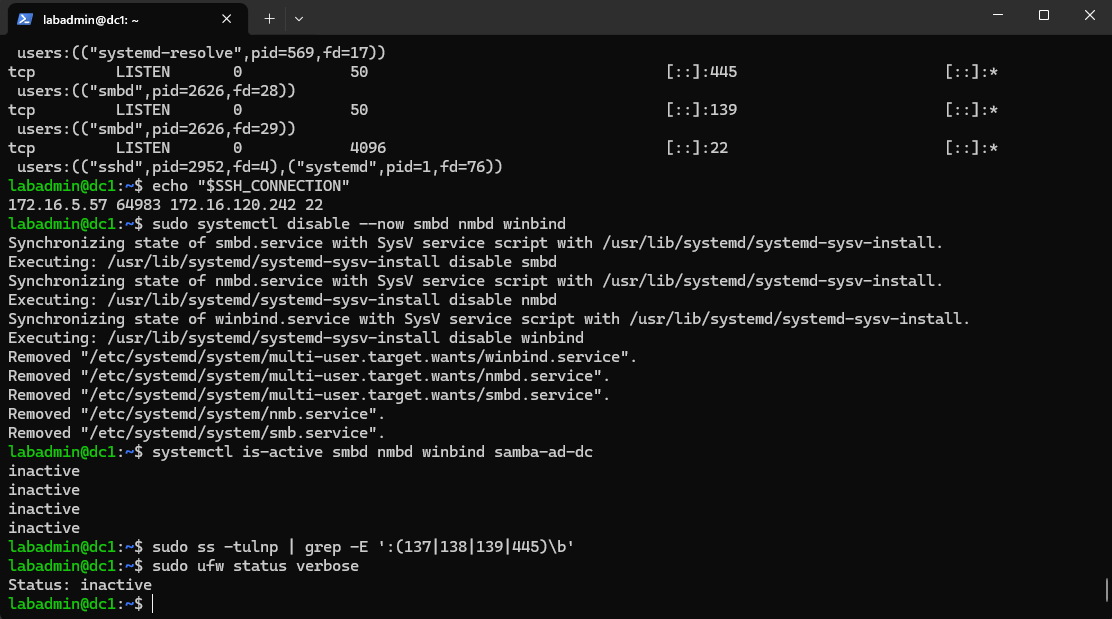 labadmin@dc1: ~
users:(("systemd-resolve",pid=569,fd=17))
tcp LISTEN 0 50 [::]:445 [::]:*
users:(("smbd",pid=2626,fd=28))
tcp LISTEN 0 50 [::]:139 [::]:*
users:(("smbd",pid=2626,fd=29))
tcp LISTEN 0 4096 [::]:22 [::]:*
users:(("sshd",pid=2952,fd=4),("systemd",pid=1,fd=76))
labadmin@dc1:~$ echo "$SSH_CONNECTION"
172.16.5.57 64983 172.16.120.242 22
labadmin@dc1:~$ sudo systemctl disable --now smbd nmbd winbind
Synchronizing state of smbd.service with SysV service script with /usr/lib/systemd/systemd-sysv-install.
Executing: /usr/lib/systemd/systemd-sysv-install disable smbd
Synchronizing state of nmbd.service with SysV service script with /usr/lib/systemd/systemd-sysv-install.
Executing: /usr/lib/systemd/systemd-sysv-install disable nmbd
Synchronizing state of winbind.service with SysV service script with /usr/lib/systemd/systemd-sysv-install.
Executing: /usr/lib/systemd/systemd-sysv-install disable winbind
Removed "/etc/systemd/system/multi-user.target.wants/winbind.service".
Removed "/etc/systemd/system/multi-user.target.wants/nmbd.service".
Removed "/etc/systemd/system/multi-user.target.wants/smbd.service".
Removed "/etc/systemd/system/nmb.service".
Removed "/etc/systemd/system/smb.service".
labadmin@dc1:~$ systemctl is-active smbd nmbd winbind samba-ad-dc
inactive
inactive
inactive
inactive
labadmin@dc1:~$ sudo ss -tulnp | grep -E ':(137|138|139|445)\b'
labadmin@dc1:~$ sudo ufw status verbose
Status: inactive
labadmin@dc1:~$